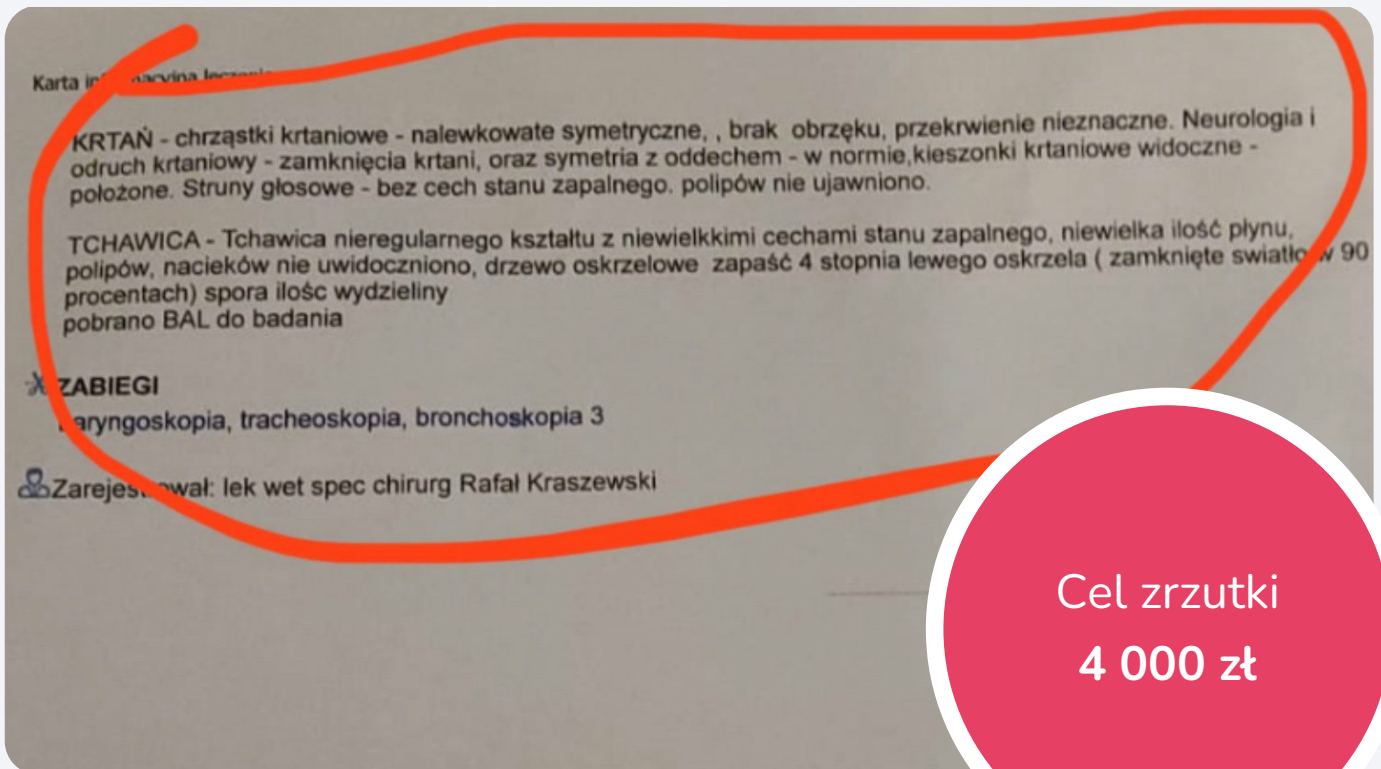 Karta
KRTAŃ - chrząstki krtaniowe - nalewkowate symetryczne, , brak obrzęku, przekrwienie nieznaczne. Neurologia i
odruch krtaniowy - zamknięcia krtani, oraz symetria z oddechem - w normie,kieszonki krtaniowe widoczne -
położone. Struny głosowe - bez cech stanu zapalnego. polipów nie ujawniono.
TCHAWICA - Tchawica nieregularnego kształtu z niewielkkimi cechami stanu zapalnego, niewielka ilość płynu,
polipów, nacieków nie uwidoczniono, drzewo oskrzelowe zapaść 4 stopnia lewego oskrzela ( zamknięte swiatło w 90
procentach) spora ilośc wydzieliny
pobrano BAL do badania
ZABIEGI
aryngoskopia, tracheoskopia, bronchoskopia 3
lek wet spec chirurg Rafał Kraszewski
Cel zrzutki
4 000 zł